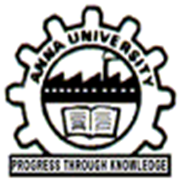 ANNA UNIVERSITY
PROGRESS THROUGH KNOWLEDGE